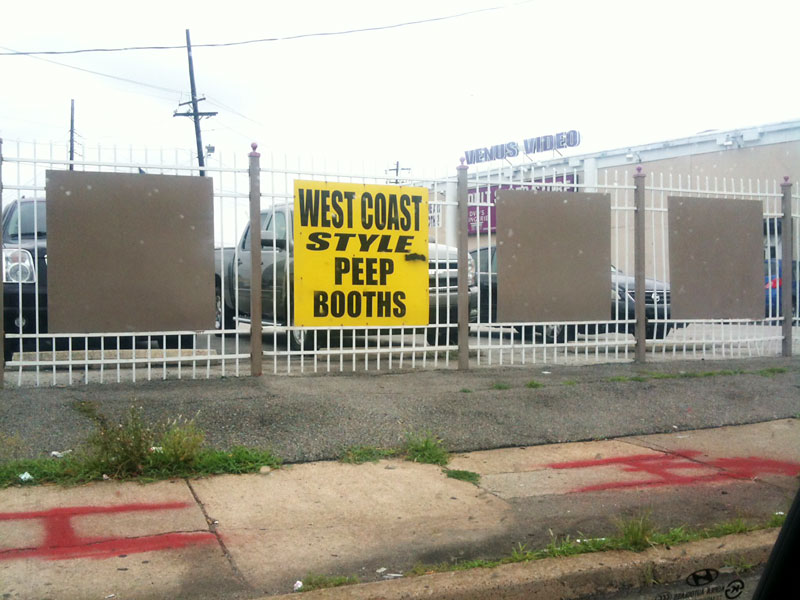 VENUS VIDEO
WEST COAST
STYLE
PEEP
BOOTHS